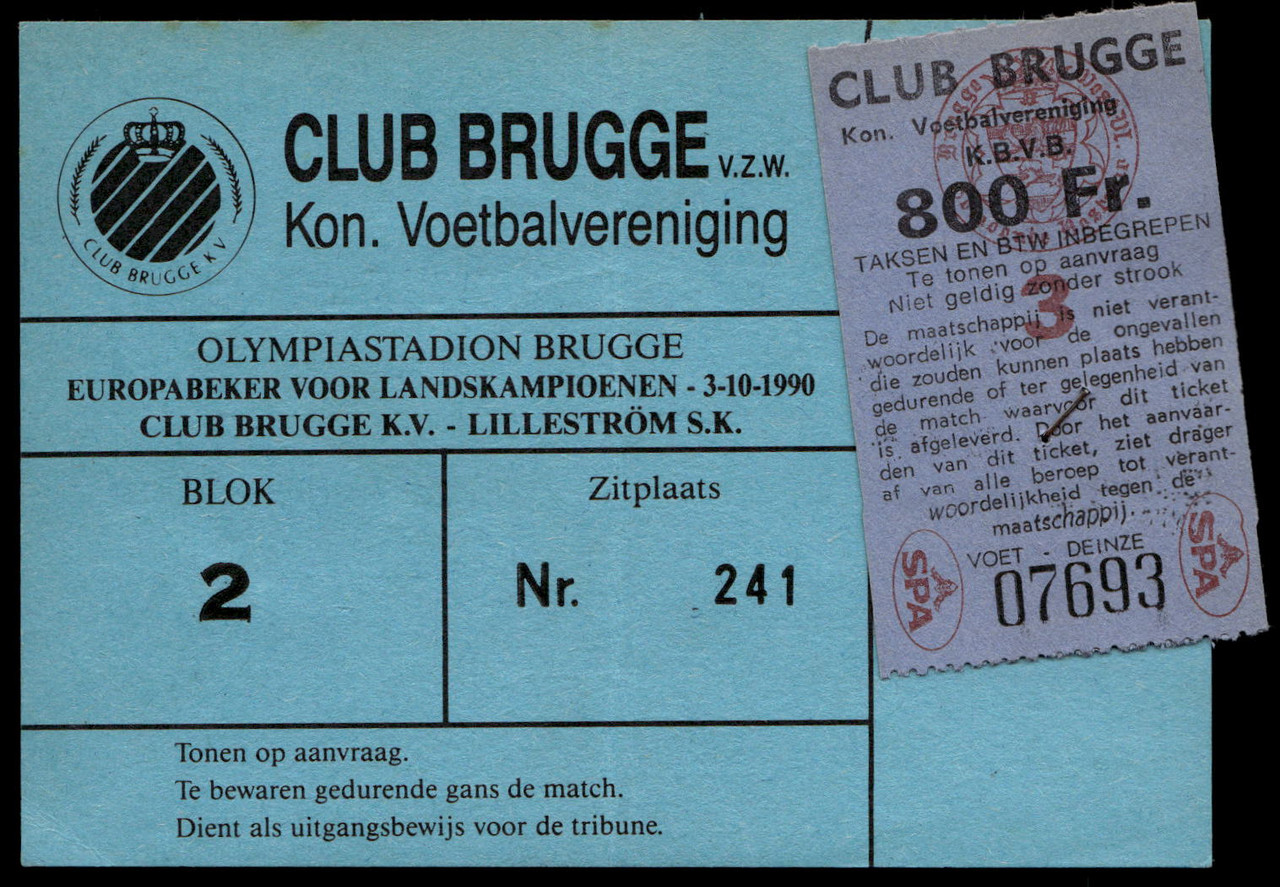 CLUB BRUGGE K V
CLUB BRUGGE V.Z.W.
Kon. Voetbalvereniging
OLYMPIASTADION BRUGGE
EUROPABEKER VOOR LANDSKAMPIOENEN - 3-10-1990
CLUB BRUGGE K.V. - LILLESTRÖM S.K.
BLOK
2
Zitplaats
Nr. 241
Tonen op aanvraag.
Te bewaren gedurende gans de match.
Dient als uitgangsbewijs voor de tribune.
CLUB BRUGGE
Kon. Voetbalvereniging
K.B.V.B.
800 Fr.
TAKSEN EN BTW INBEGREPEN
Te tonen op aanvraag
Niet geldig zonder strook
3
De maatschappij is niet verant-
woordelijk voor de ongevallen
die zouden kunnen plaats hebben
gedurende of ter gelegenheid van
de match waarvoor dit ticket
is afgeleverd. Door het aanvaar-
den van dit ticket, ziet drager
af van alle beroep tot verant-
woordelijkheid tegen de
maatschappij.
VOET - DEINZE
SPA
07693
SPA